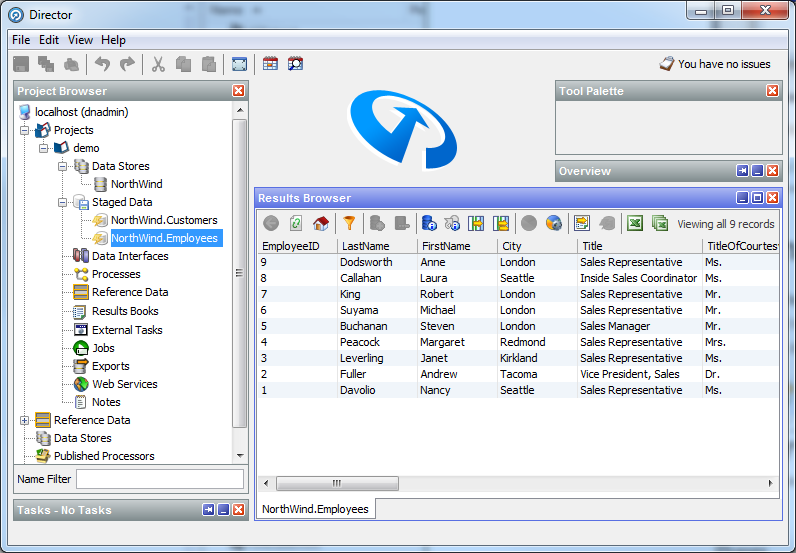 Director
File Edit View Help
You have no issues
Project Browser
localhost (dnadmin)
Projects
demo
Data Stores
NorthWind
Staged Data
NorthWind.Customers
NorthWind.Employees
Data Interfaces
Processes
Reference Data
Results Books
External Tasks
Jobs
Exports
Web Services
Notes
Reference Data
Data Stores
Published Processors
Name Filter
Tasks - No Tasks
Tool Palette
Overview
Results Browser
Viewing all 9 records
EmployeeID LastName FirstName City Title TitleOfCourtes
9 Dodsworth Anne London Sales Representative Ms.
8 Callahan Laura Seattle Inside Sales Coordinator Ms.
7 King Robert London Sales Representative Mr.
6 Suyama Michael London Sales Representative Mr.
5 Buchanan Steven London Sales Manager Mr.
4 Peacock Margaret Redmond Sales Representative Mrs.
3 Leverling Janet Kirkland Sales Representative Ms.
2 Fuller Andrew Tacoma Vice President, Sales Dr.
1 Davolio Nancy Seattle Sales Representative Ms.
NorthWind.Employees